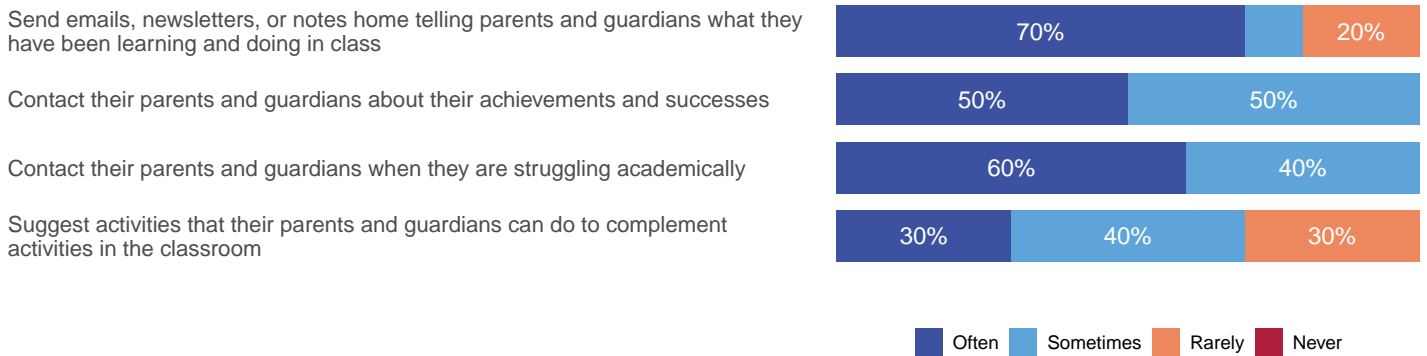 Send emails, newsletters, or notes home telling parents and guardians what they
have been learning and doing in class
70%
20%
Contact their parents and guardians about their achievements and successes
50%
50%
Contact their parents and guardians when they are struggling academically
60%
40%
Suggest activities that their parents and guardians can do to complement
activities in the classroom
30%
40%
30%
Often Sometimes Rarely Never